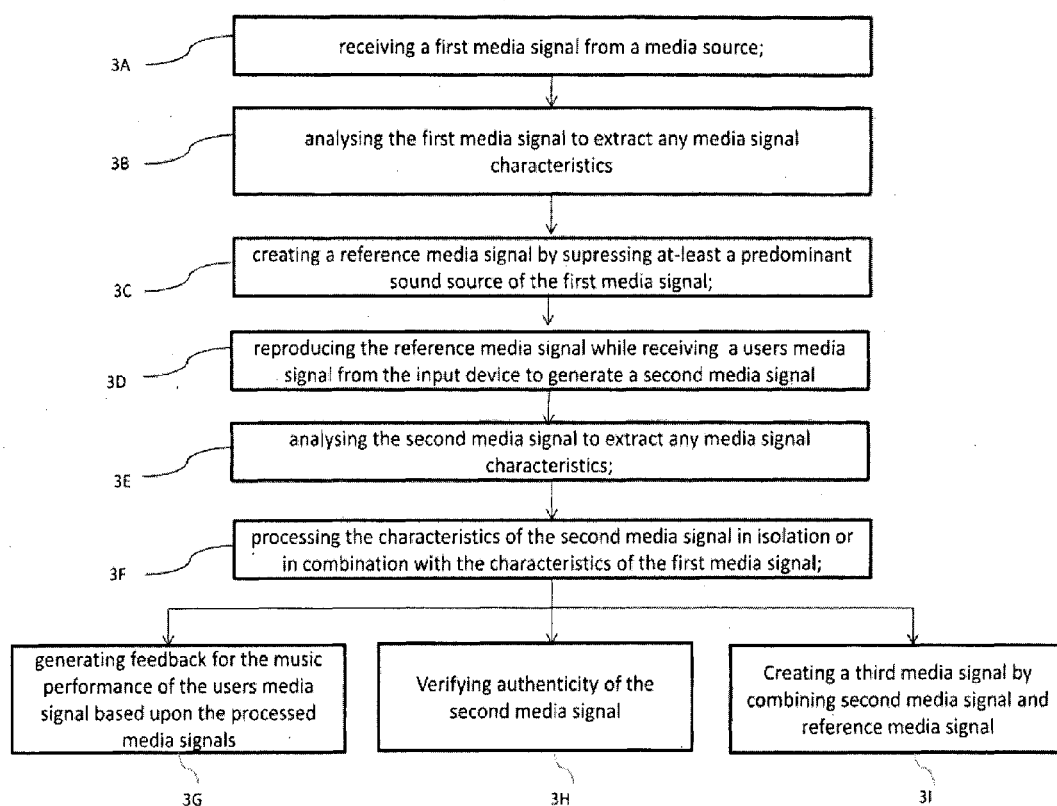 receiving a first media signal from a media source;
3A
analysing the first media signal to extract any media signal
characteristics
3B
creating a reference media signal by supressing at-least a predominant
sound source of the first media signal;
3C
reproducing the reference media signal while receiving a users media
signal from the input device to generate a second media signal
3D
analysing the second media signal to extract any media signal
characteristics;
3E
processing the characteristics of the second media signal in isolation or
in combination with the characteristics of the first media signal;
3F
generating feedback for the music
performance of the users media
signal based upon the processed
media signals
Verifying authenticity of the
second media signal
Creating a third media signal by
combining second media signal and
reference media signal
3G
3H
3I